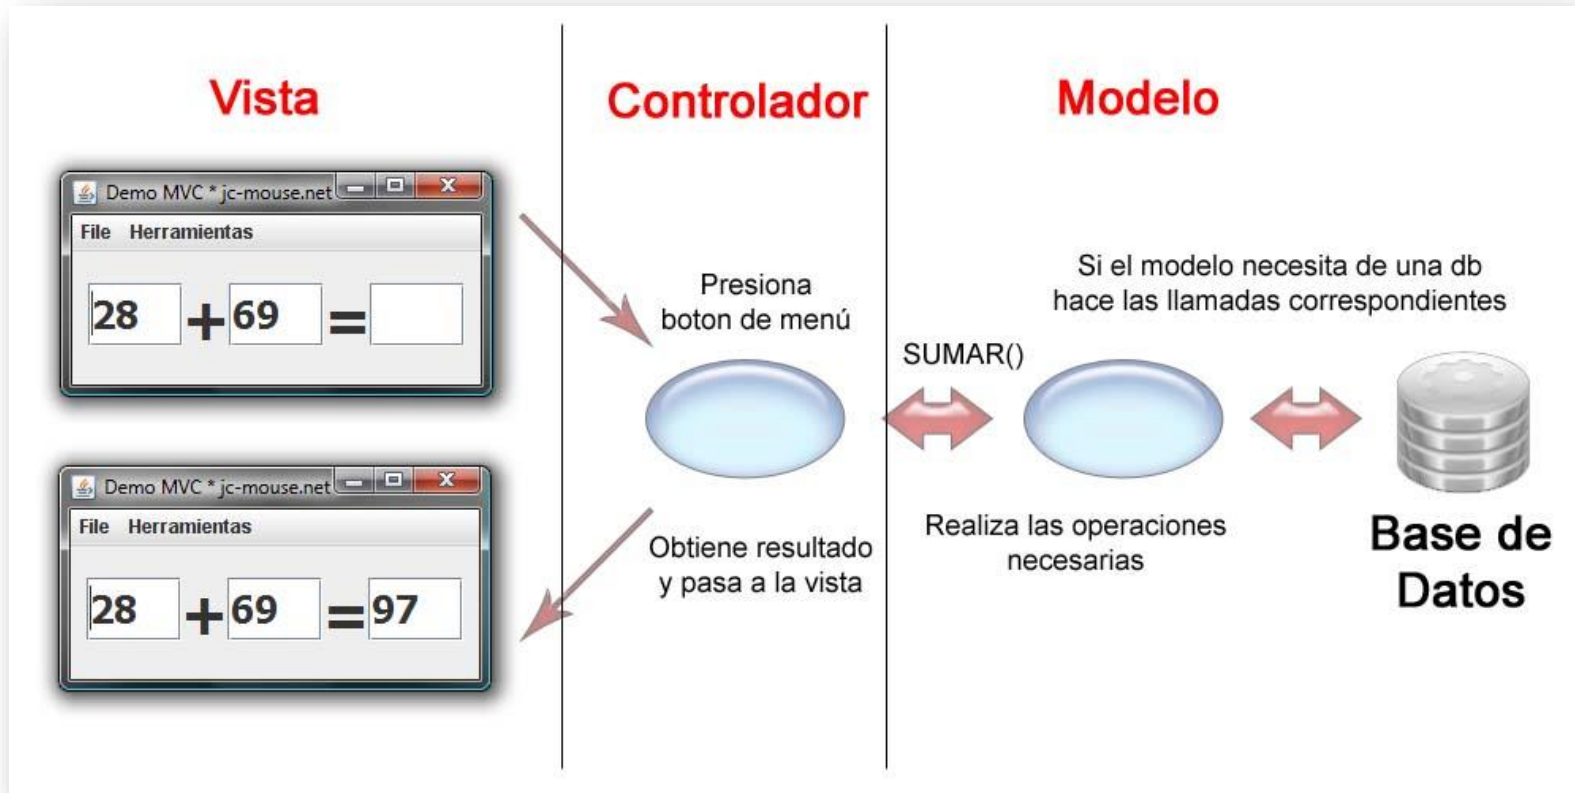 Vista
Controlador
Modelo
Demo MVC * jc-mouse.net
File Herramientas
28 + 69 =
Presiona
boton de menú
SUMAR()
Si el modelo necesita de una db
hace las llamadas correspondientes
Demo MVC * jc-mouse.net
File Herramientas
28 + 69 = 97
Obtiene resultado
y pasa a la vista
Realiza las operaciones
necesarias
Base de
Datos